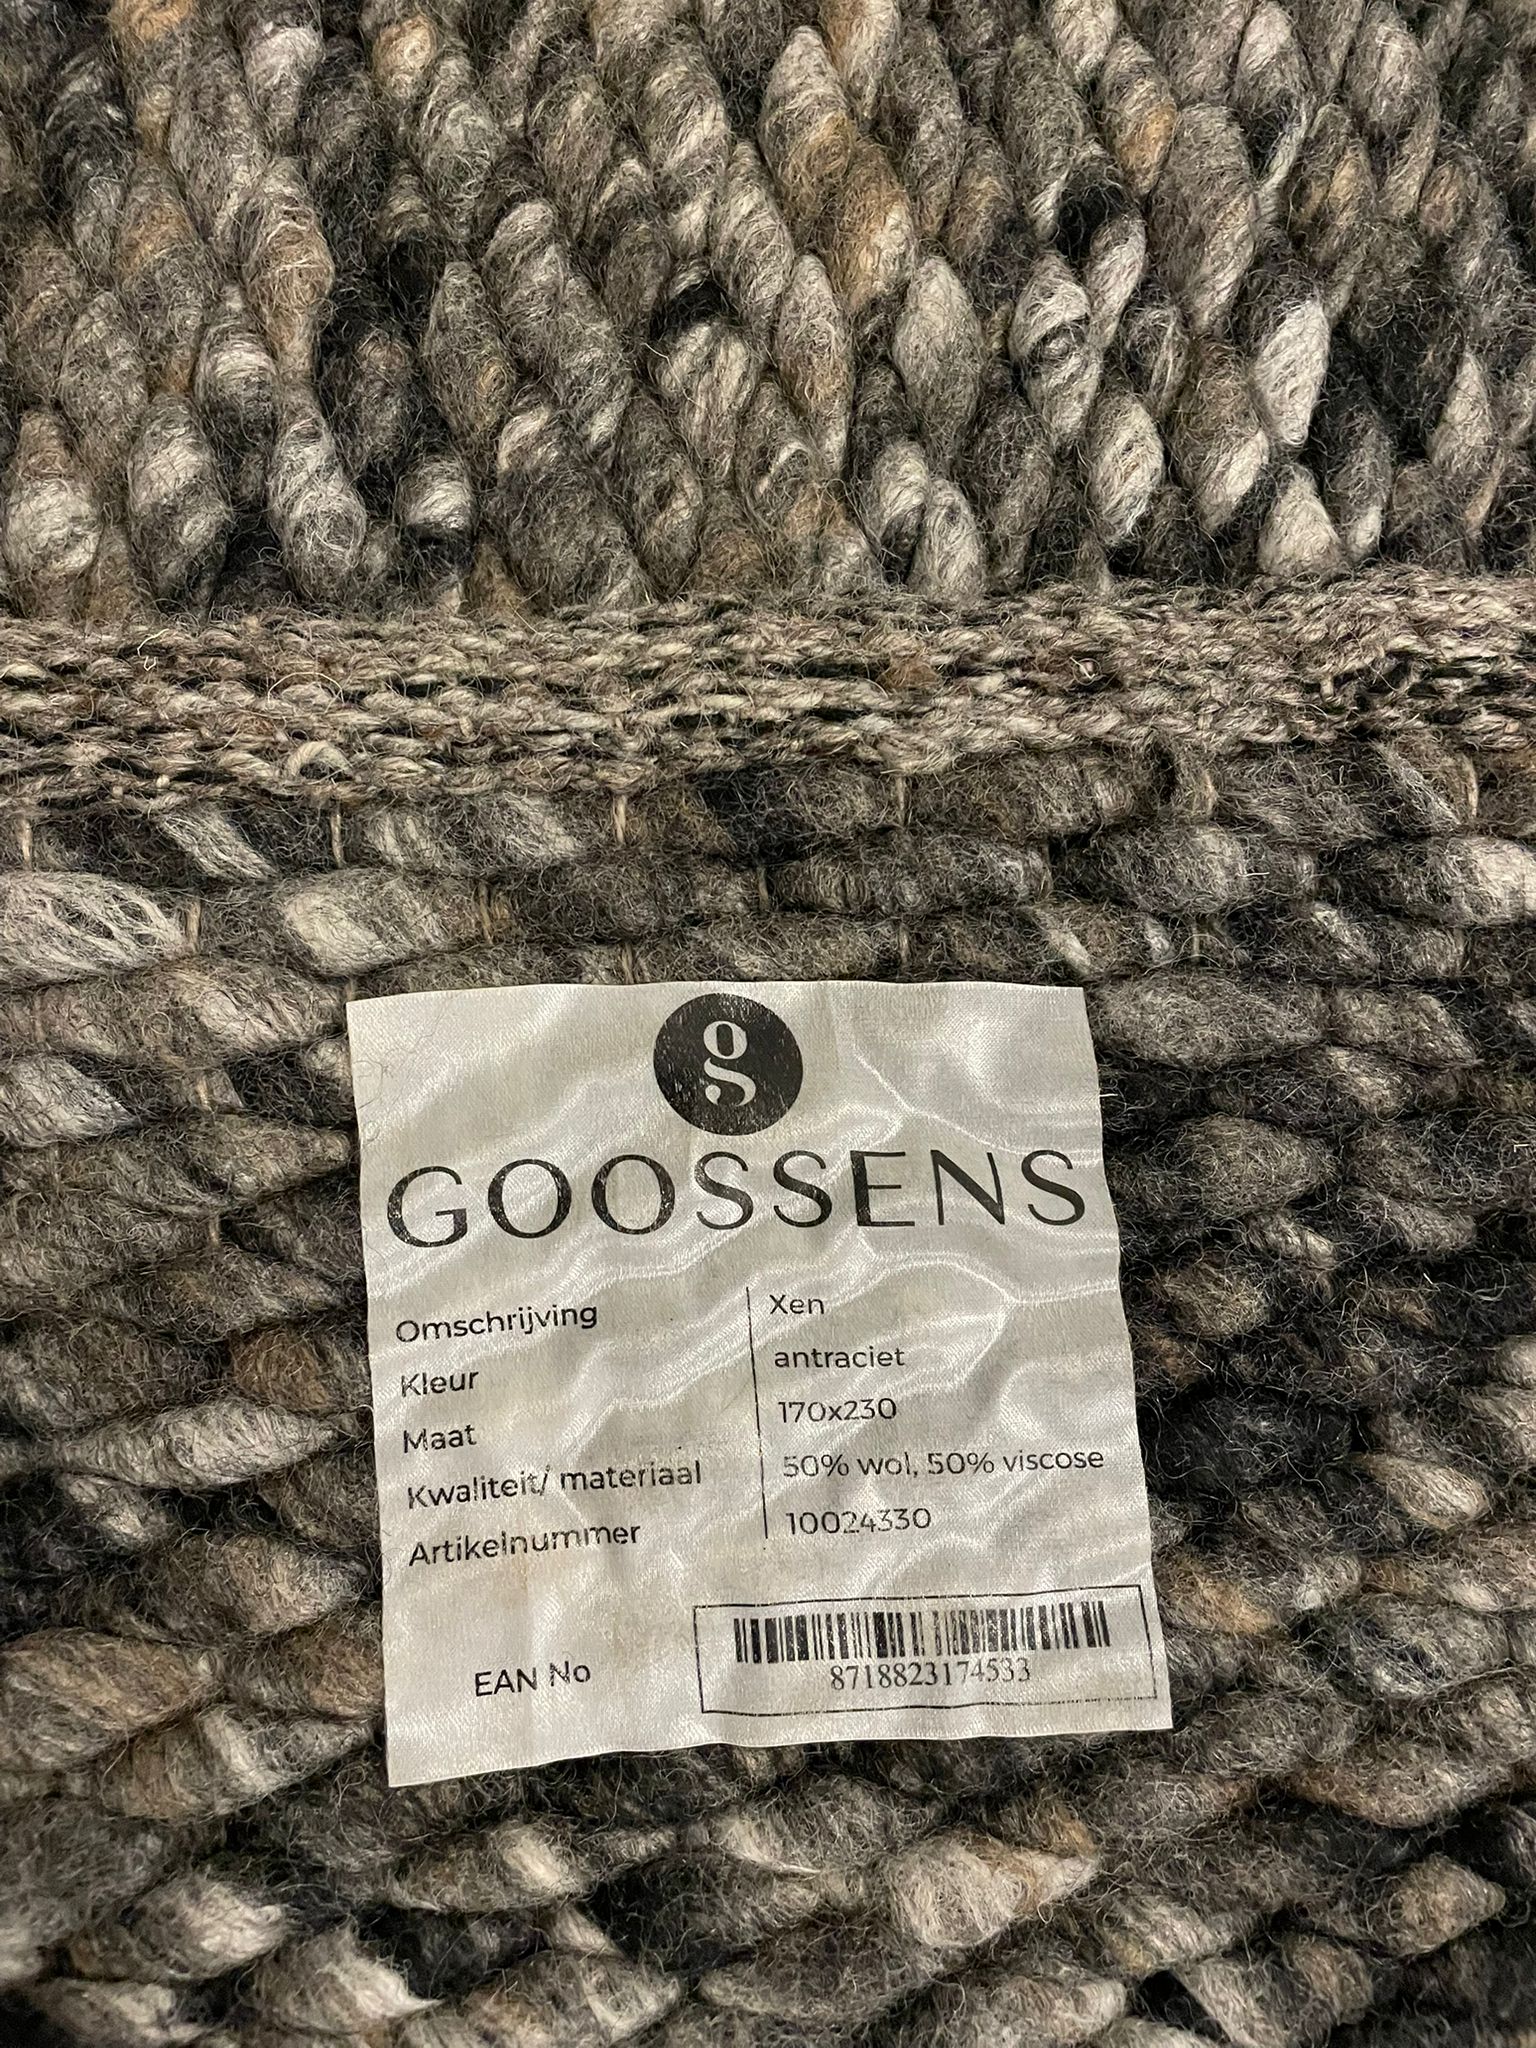 g
GOOSSENS
Omschrijving Xen
Kleur antraciet
Maat 170x230
Kwaliteit/ materiaal 50% wol, 50% viscose
Artikelnummer 10024330
EAN No 8718823174533